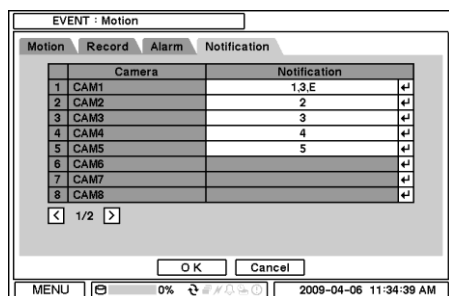 EVENT : Motion
Motion Record Alarm Notification
Camera Notification
1 CAM1 1,3,E
2 CAM2 2
3 CAM3 3
4 CAM4 4
5 CAM5 5
6 CAM6
7 CAM7
8 CAM8
< 1/2 >
OK Cancel
MENU 0% 2009-04-06 11:34:39 AM